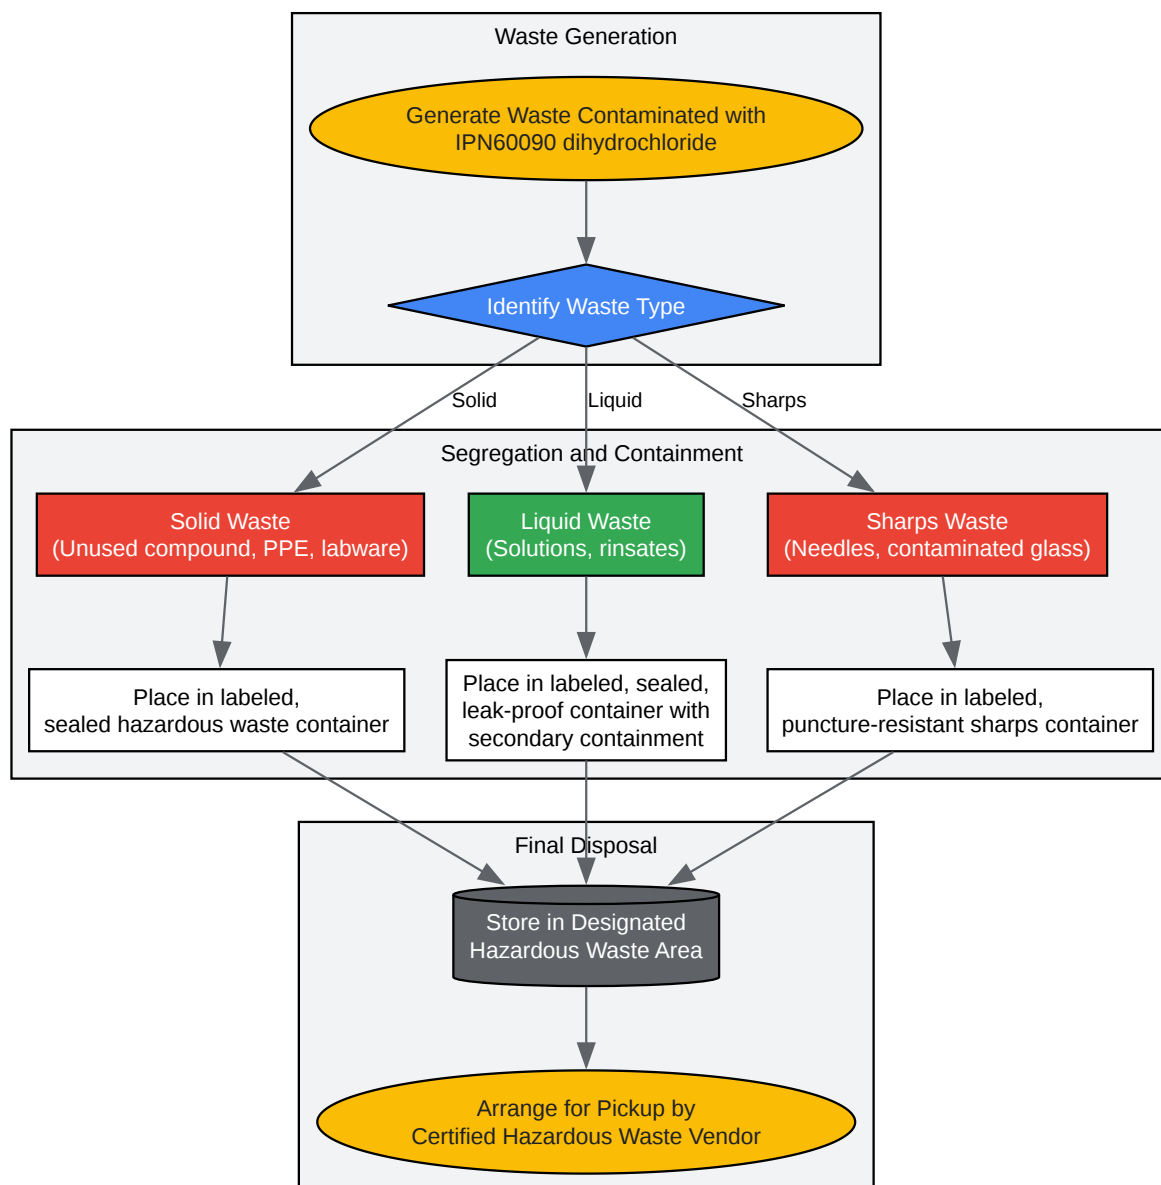 Waste Generation
Generate Waste Contaminated with
IPN60090 dihydrochloride
Identify Waste Type
Solid
Liquid
Sharps
Segregation and Containment
Solid Waste
(Unused compound, PPE, labware)
Liquid Waste
(Solutions, rinsates)
Sharps Waste
(Needles, contaminated glass)
Place in labeled,
sealed hazardous waste container
Place in labeled, sealed,
leak-proof container with
secondary containment
Place in labeled,
puncture-resistant sharps container
Final Disposal
Store in Designated
Hazardous Waste Area
Arrange for Pickup by
Certified Hazardous Waste Vendor